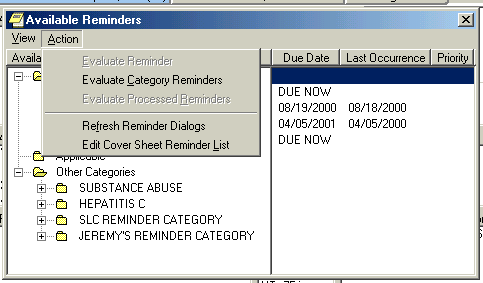 Available Reminders
View Action
Due Date Last Occurrence Priority
Evaluate Reminder
Evaluate Category Reminders
DUE NOW
Evaluate Processed Reminders
08/19/2000 08/18/2000
Refresh Reminder Dialogs
04/05/2001 04/05/2000
Edit Cover Sheet Reminder List
DUE NOW
Applicable
Other Categories
SUBSTANCE ABUSE
HEPATITIS C
SLC REMINDER CATEGORY
JEREMY'S REMINDER CATEGORY